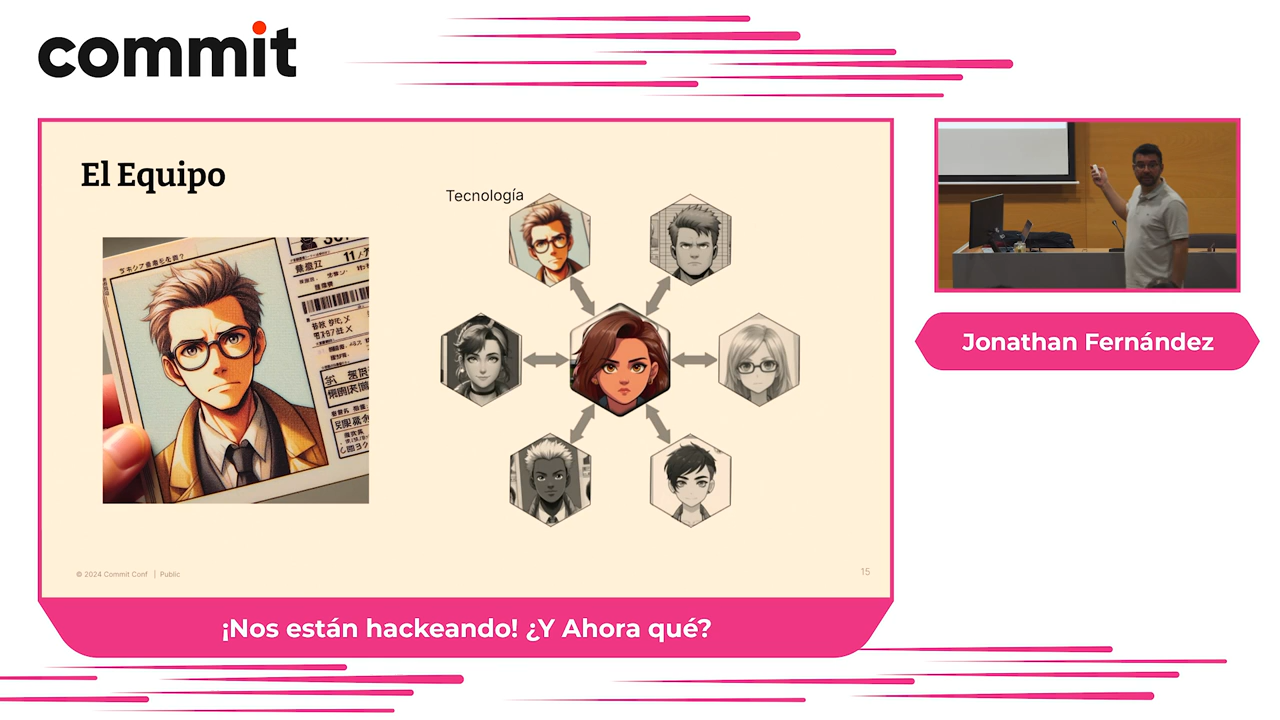 commit
El Equipo
Tecnología
© 2024 Commit Conf | Public
15
Jonathan Fernández
¡Nos están hackeando! ¿Y Ahora qué?